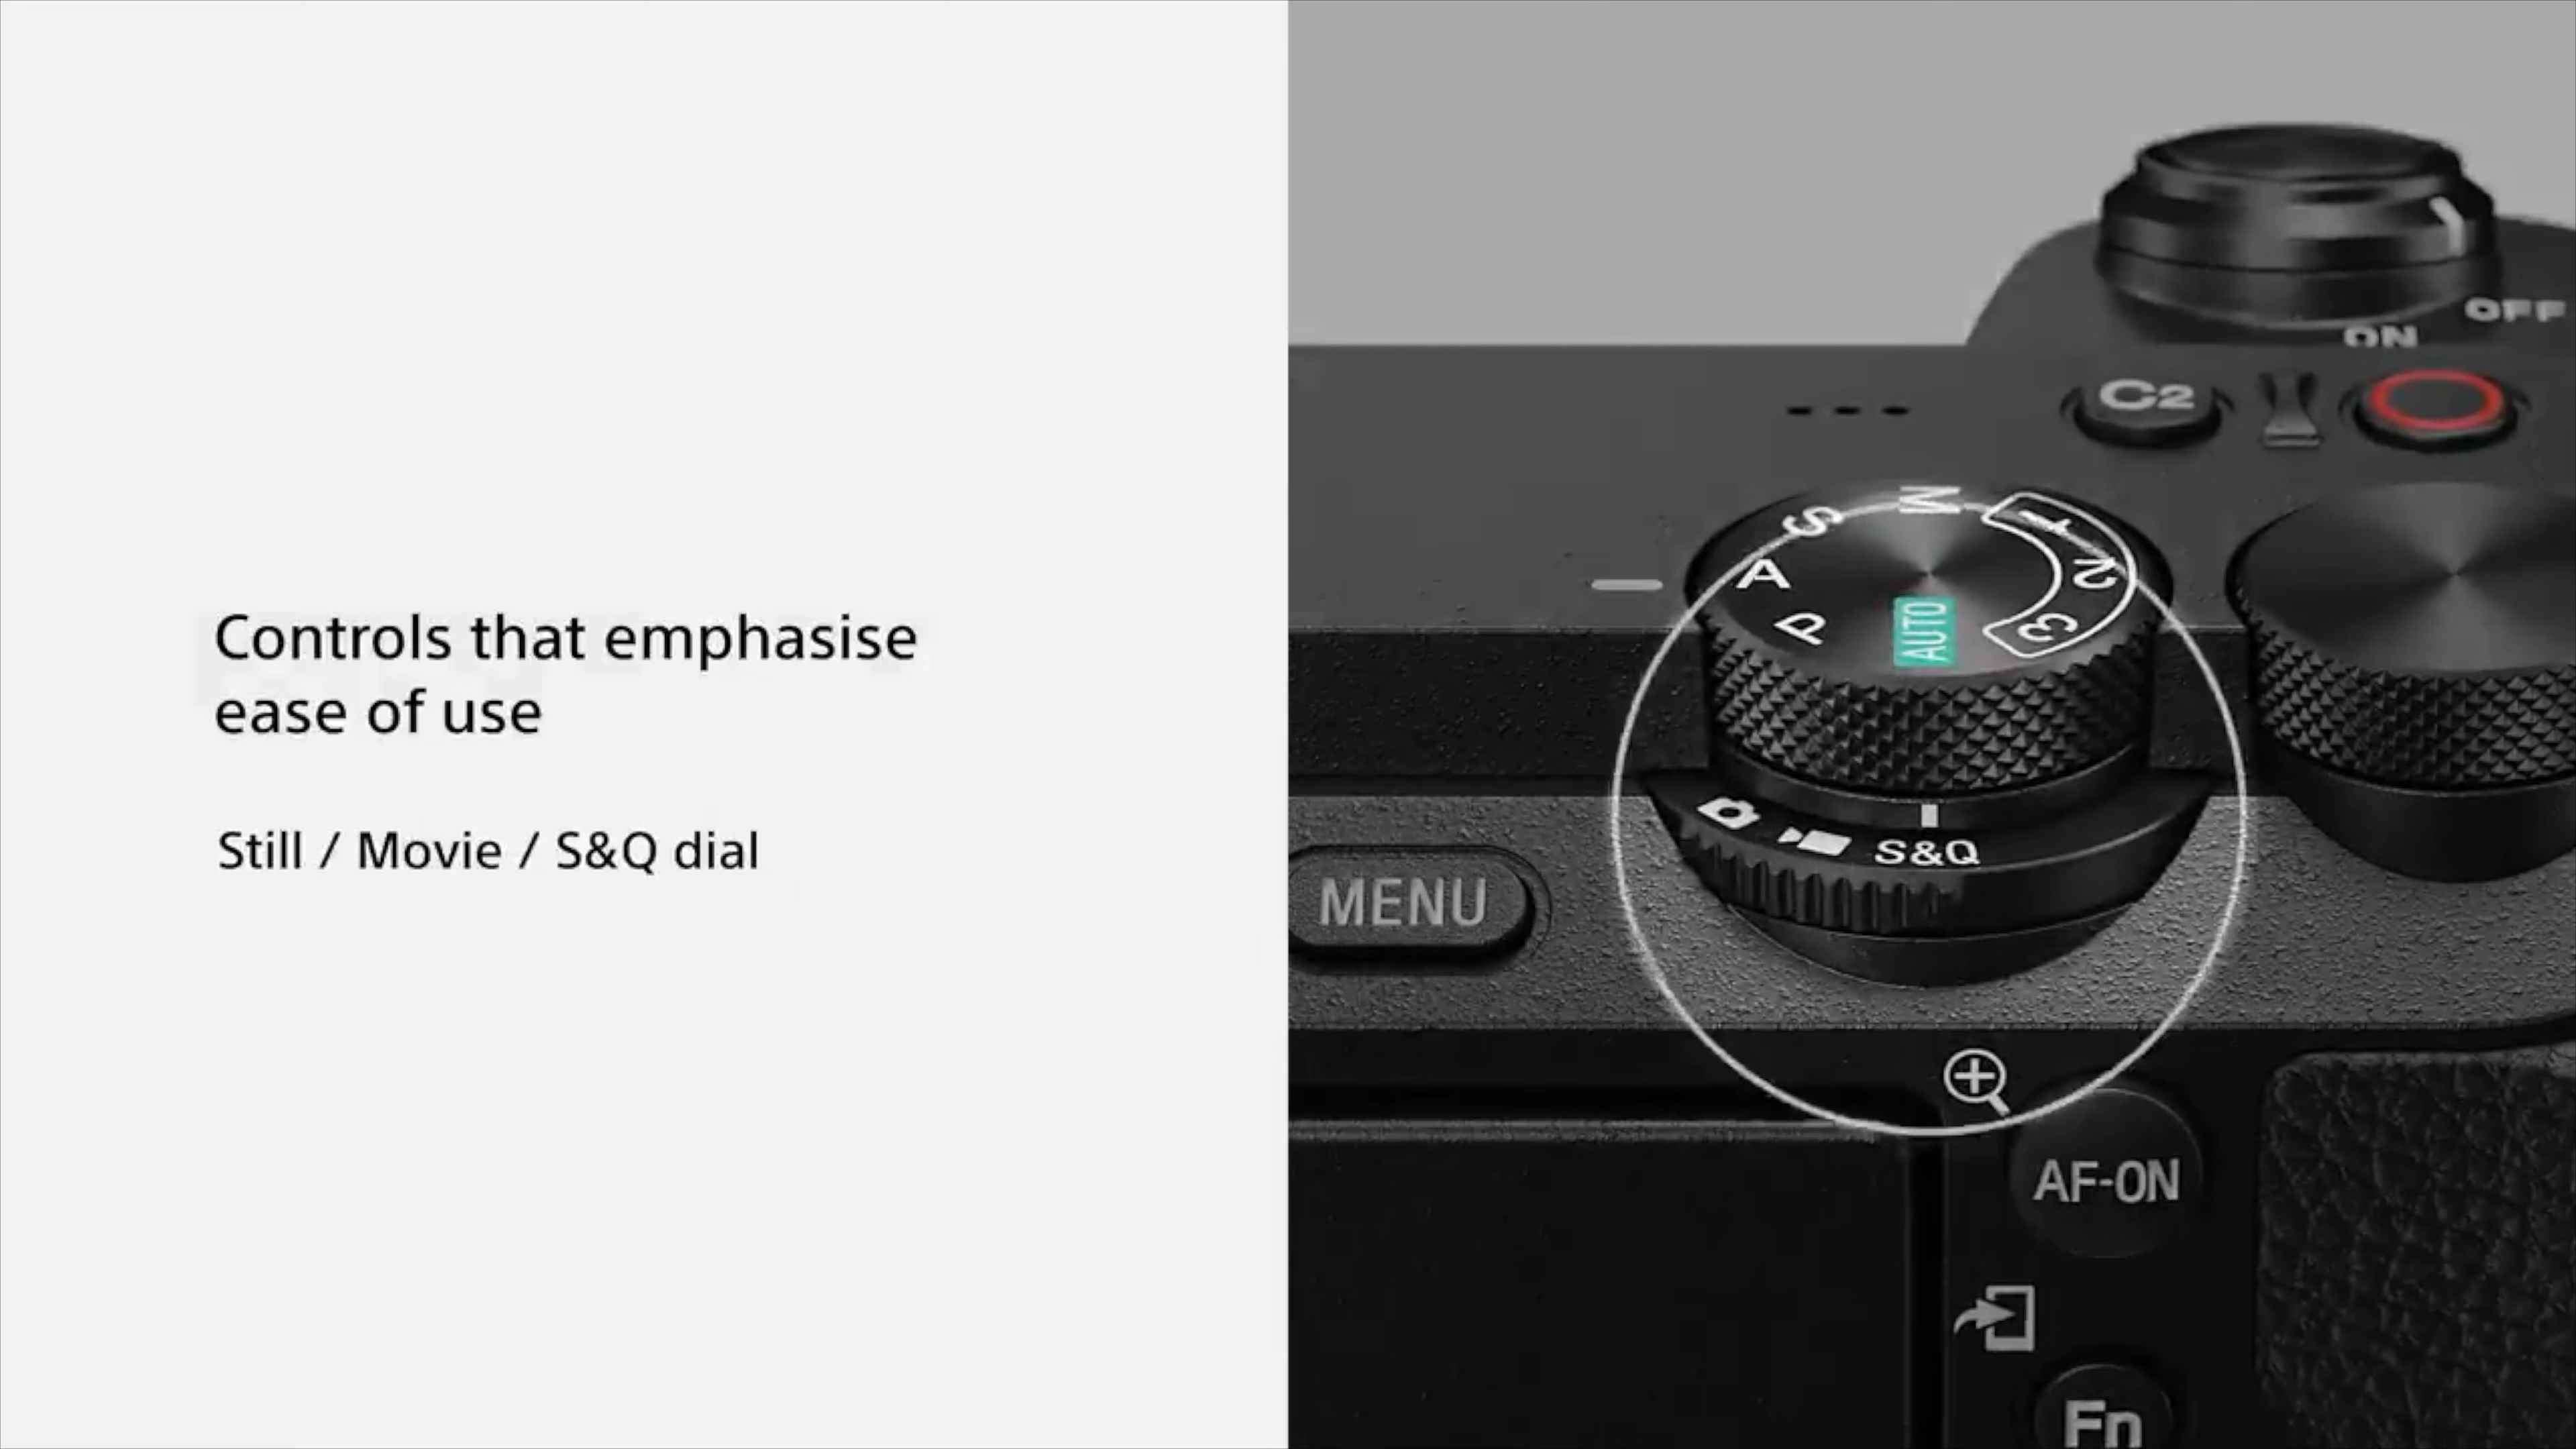 Controls that emphasise
ease of use
Still / Movie / S&Q dial
OFF
ON
C2
M
S
1
A
2
P
AUTO
3
S&Q
MENU
AF-ON
Fn